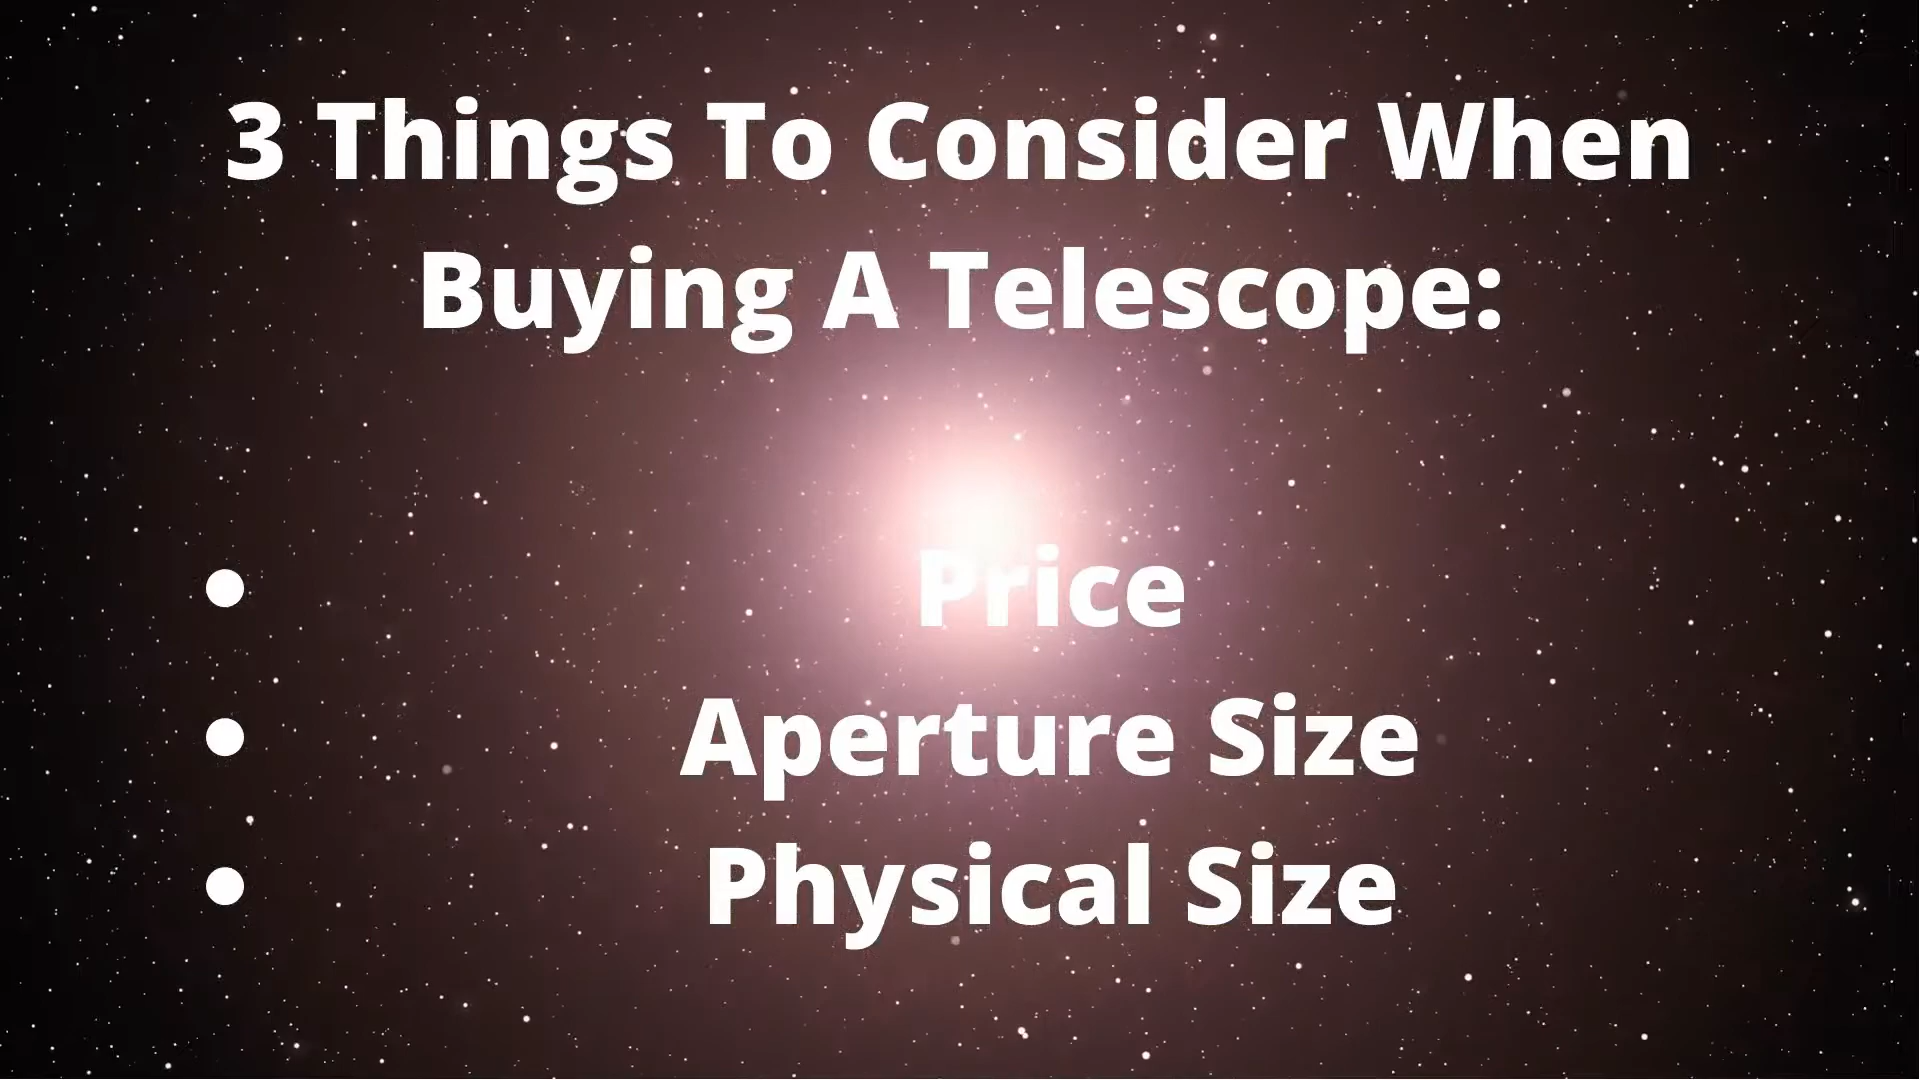 3 Things To Consider When
Buying A Telescope:
• Price
• Aperture Size
• Physical Size